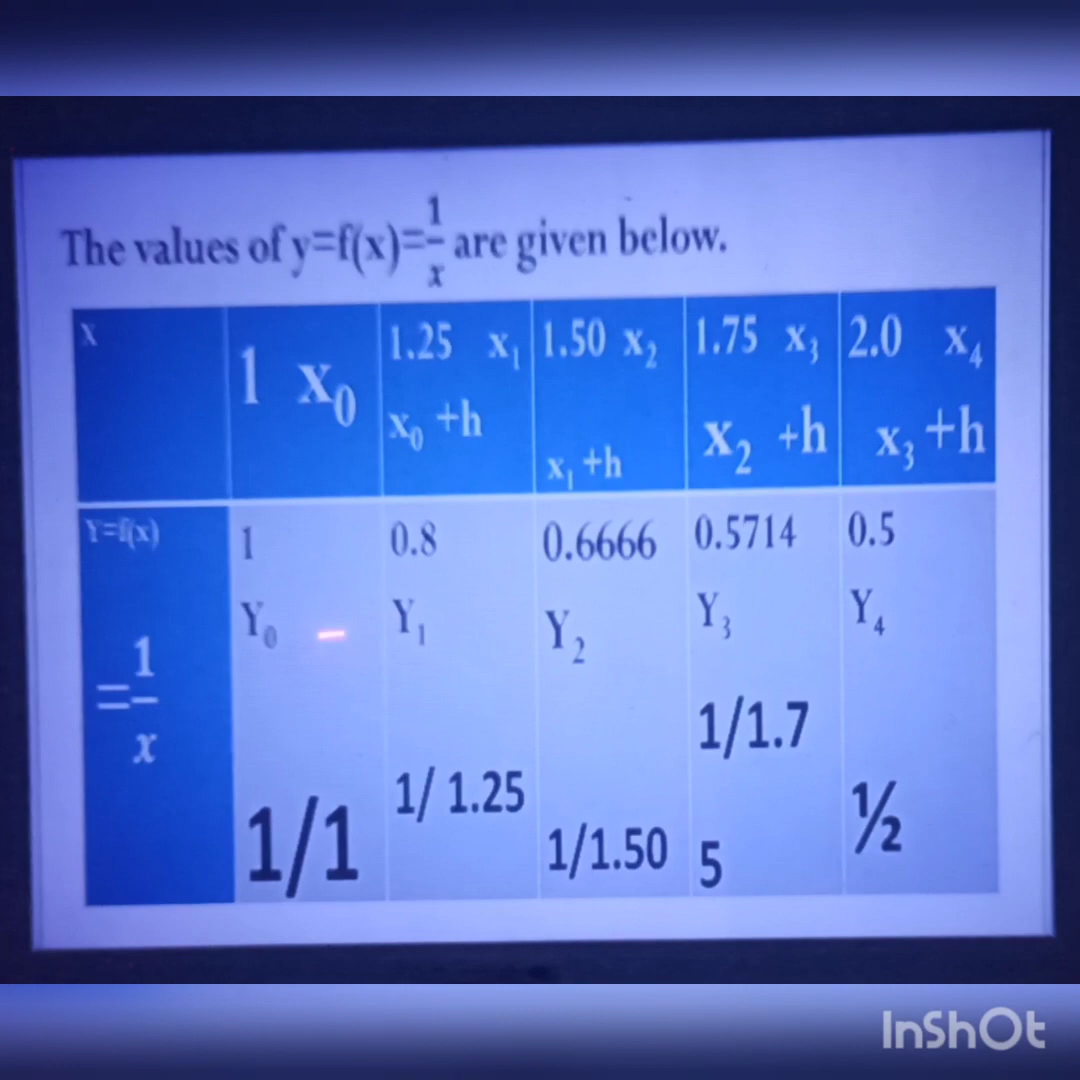 The values of y=f(x)=1/x are given below.
X
1 x₀
1.25 x₁
x₀ +h
1.50 x₂
x₁ +h
1.75 x₃
x₂ +h
2.0 x₄
x₃ +h
Y=f(x)
=1/x
1
Y₀
1/1
0.8
Y₁
1/ 1.25
0.6666
Y₂
1/1.50
0.5714
Y₃
1/1.7
5
0.5
Y₄
½
InShOt